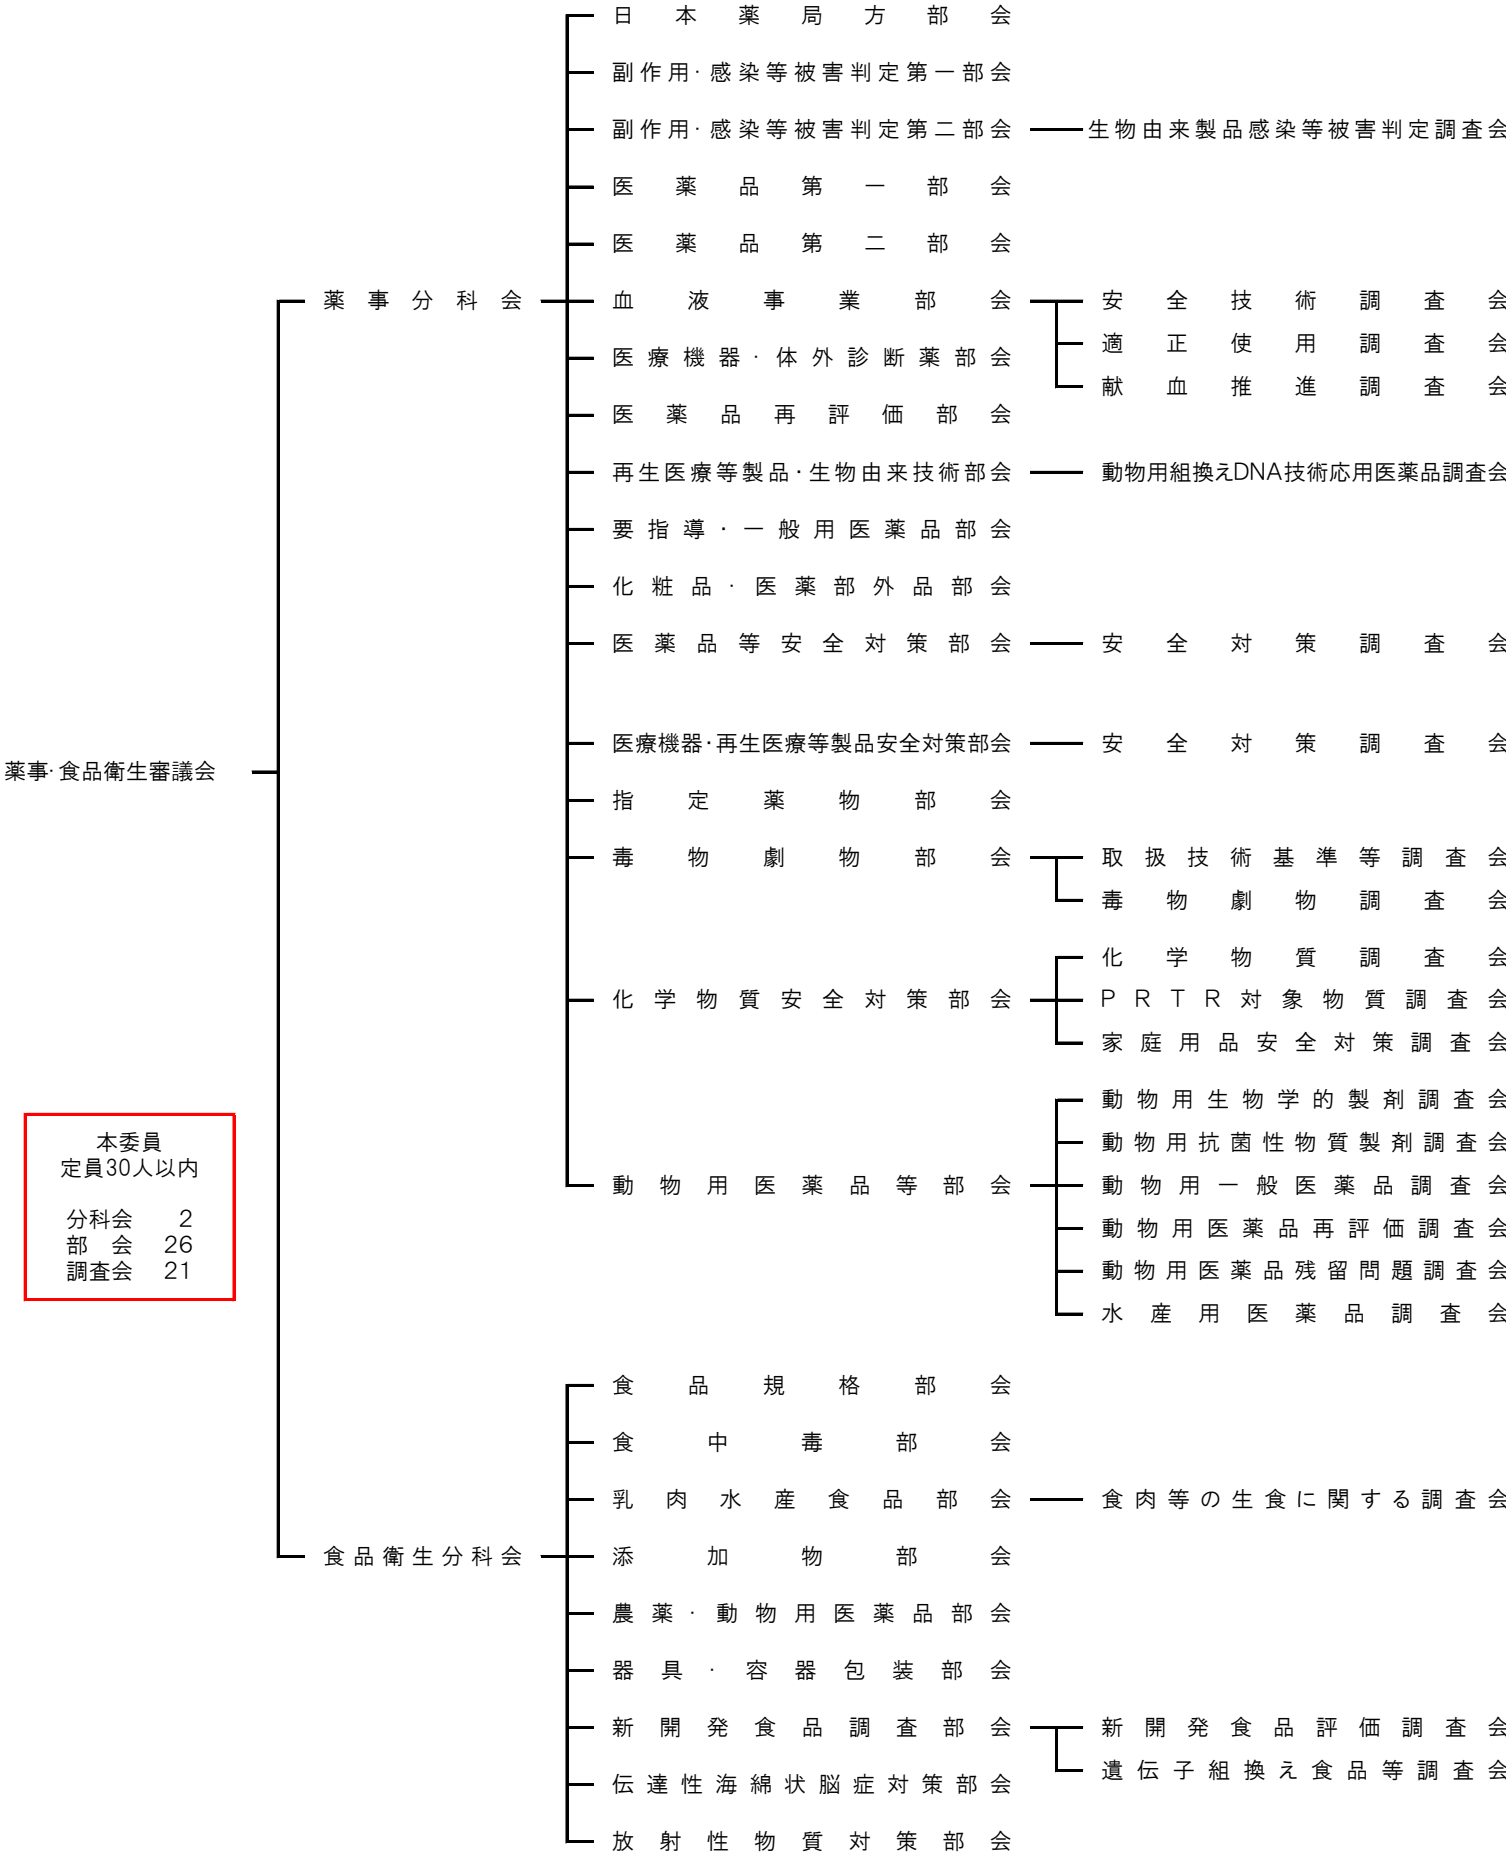 日本薬局方部会
副作用・感染等被害判定第一部会
副作用・感染等被害判定第二部会 生物由来製品感染等被害判定調査会
医薬品第一部会
医薬品第二部会
薬事分科会 血液事業部会 安全技術調査会
適正使用調査会
医療機器・体外診断薬部会
献血推進調査会
医薬品再評価部会
再生医療等製品・生物由来技術部会 動物用組換えDNA技術応用医薬品調査会
要指導・一般用医薬品部会
化粧品・医薬部外品部会
医薬品等安全対策部会 安全対策調査会
医療機器・再生医療等製品安全対策部会 安全対策調査会
薬事・食品衛生審議会
指定薬物部会
毒物劇物部会 取扱技術基準等調査会
毒物劇物調査会
化学物質調査会
化学物質安全対策部会 PRTR対象物質調査会
家庭用品安全対策調査会
動物用生物学的製剤調査会
動物用抗菌性物質製剤調査会
動物用医薬品等部会 動物用一般医薬品調査会
動物用医薬品再評価調査会
動物用医薬品残留問題調査会
水産用医薬品調査会
本委員
定員30人以内
分科会 2
部会 26
調査会 21
食品規格部会
食中毒部会
乳肉水産食品部会 食肉等の生食に関する調査会
食品衛生分科会 添加物部会
農薬・動物用医薬品部会
器具・容器包装部会
新開発食品調査部会 新開発食品評価調査会
遺伝子組換え食品等調査会
伝達性海綿状脳症対策部会
放射性物質対策部会